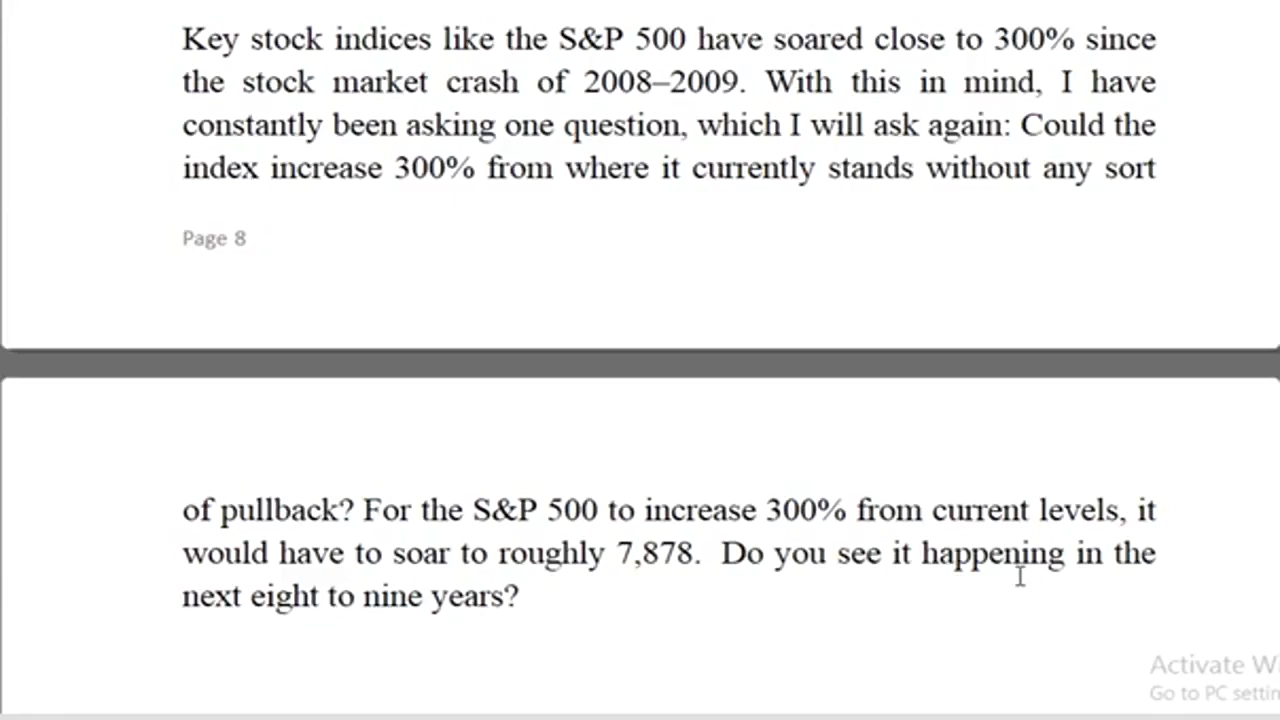 Key stock indices like the S&P 500 have soared close to 300% since
the stock market crash of 2008–2009. With this in mind, I have
constantly been asking one question, which I will ask again: Could the
index increase 300% from where it currently stands without any sort
Page 8
of pullback? For the S&P 500 to increase 300% from current levels, it
would have to soar to roughly 7,878.  Do you see it happening in the
next eight to nine years?
Activate Wi
Go to PC settin